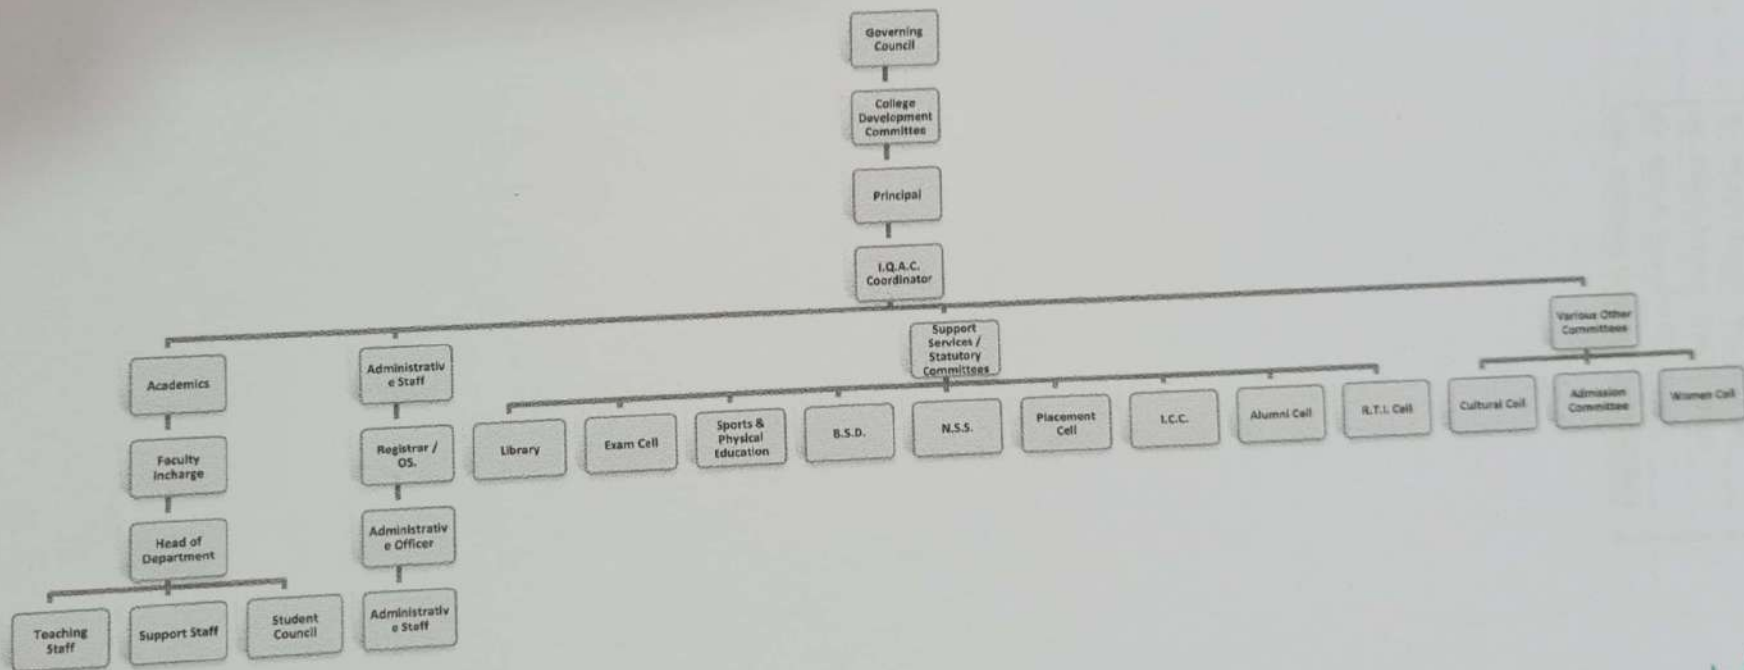 Governing
Council
College
Development
Committee
Principal
I.Q.A.C.
Coordinator
Academics
Administrativ
e Staff
Support
Services /
Statutory
Committees
Various Other
Committees
Faculty
Incharge
Registrar /
OS.
Library
Exam Cell
Sports &
Physical
Education
B.S.D.
N.S.S.
Placement
Cell
I.C.C.
Alumni Cell
R.T.I. Cell
Cultural Cell
Admission
Committee
Women Cell
Head of
Department
Administrativ
e Officer
Teaching
Staff
Support Staff
Student
Council
Administrativ
e Staff